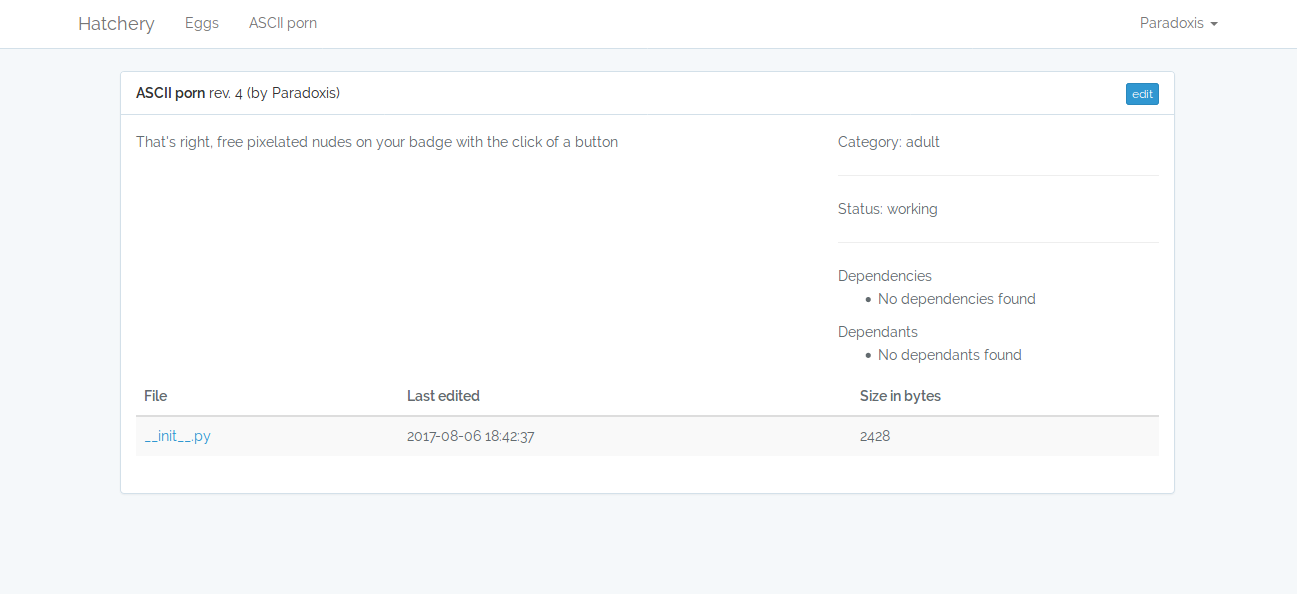 Hatchery Eggs ASCII porn Paradoxis
ASCII porn rev. 4 (by Paradoxis) edit
That's right, free pixelated nudes on your badge with the click of a button
Category: adult
Status: working
Dependencies
• No dependencies found
Dependants
• No dependants found
File Last edited Size in bytes
__init__.py 2017-08-06 18:42:37 2428